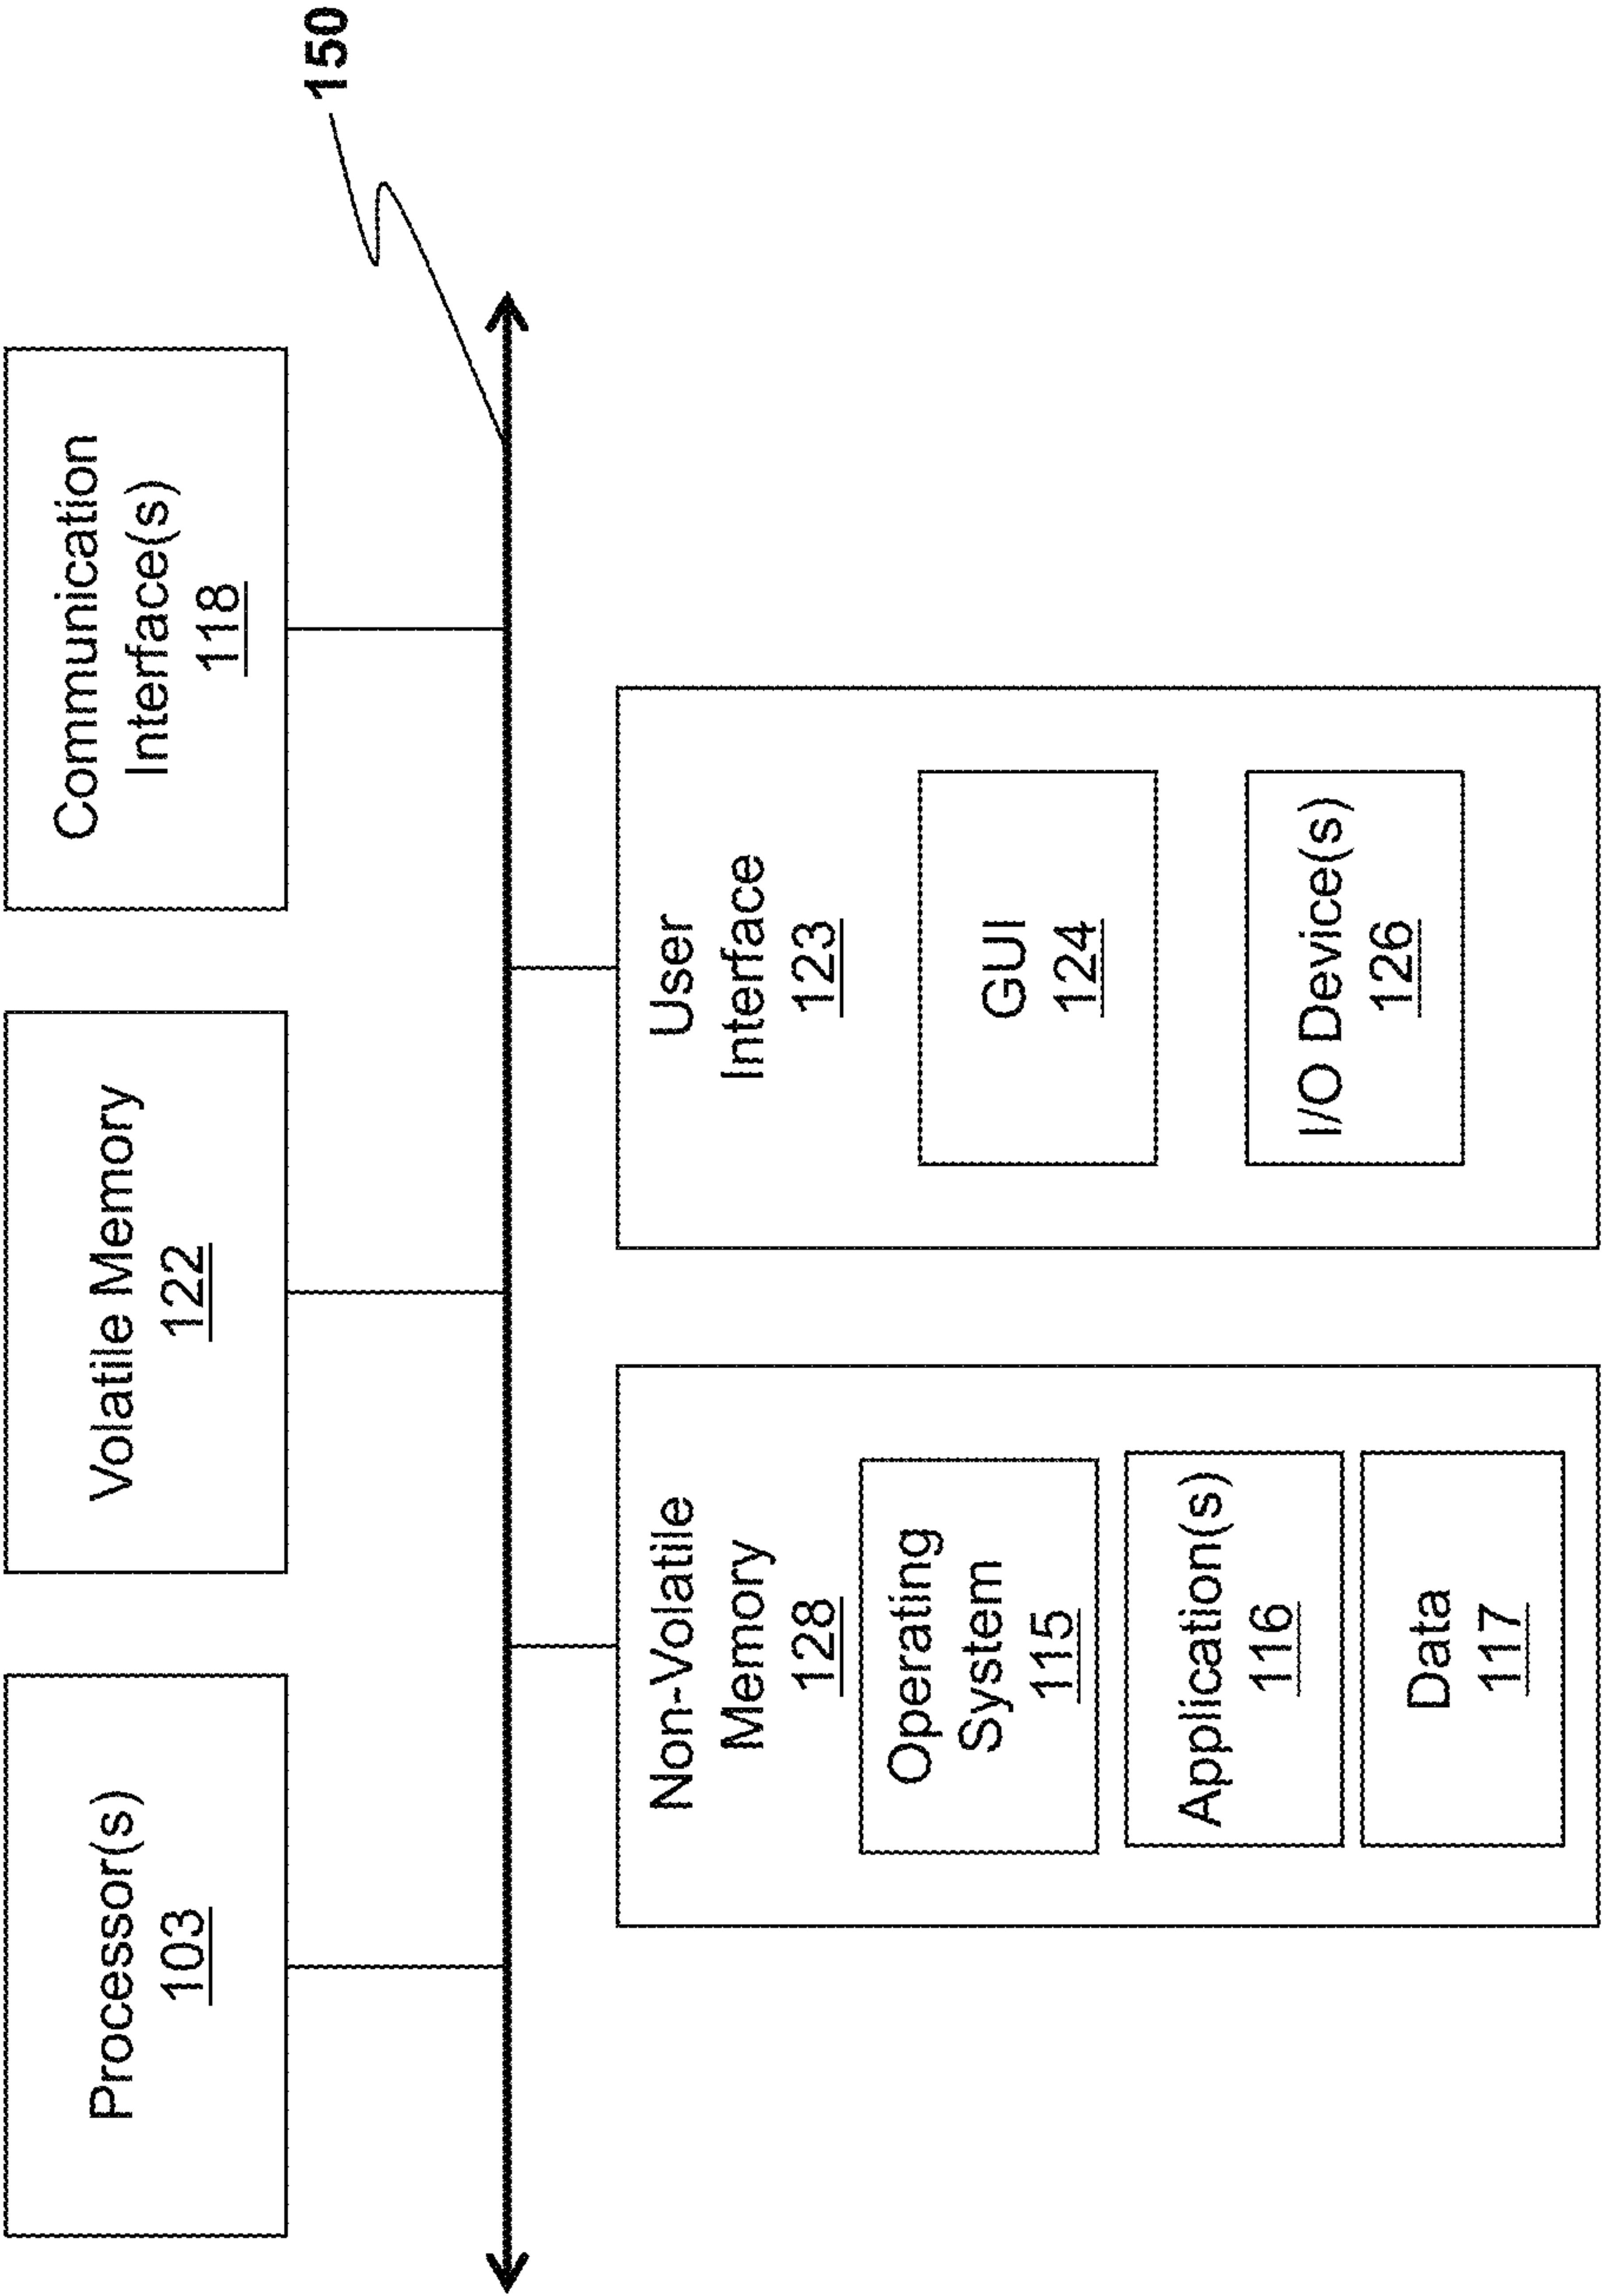 Processor(s)
103
Volatile Memory
122
Communication
Interface(s)
118
150
Non-Volatile
Memory
128
Operating
System
115
Application(s)
116
Data
117
User
Interface
123
GUI
124
I/O Device(s)
126